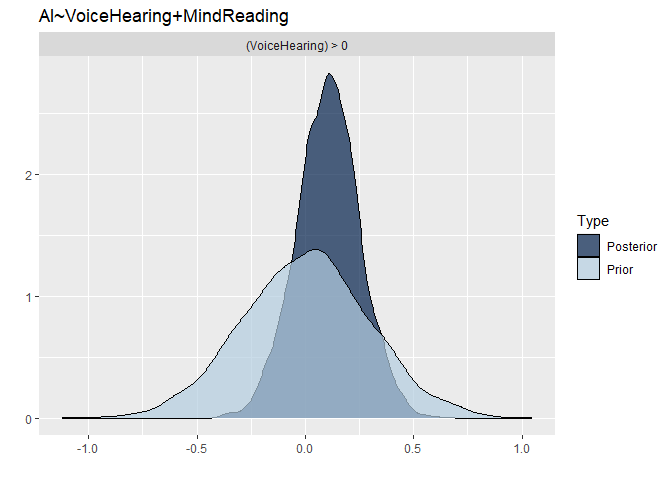 AI~VoiceHearing+MindReading
(VoiceHearing) > 0
2
1
0
-1.0 -0.5 0.0 0.5 1.0
Type
Posterior
Prior